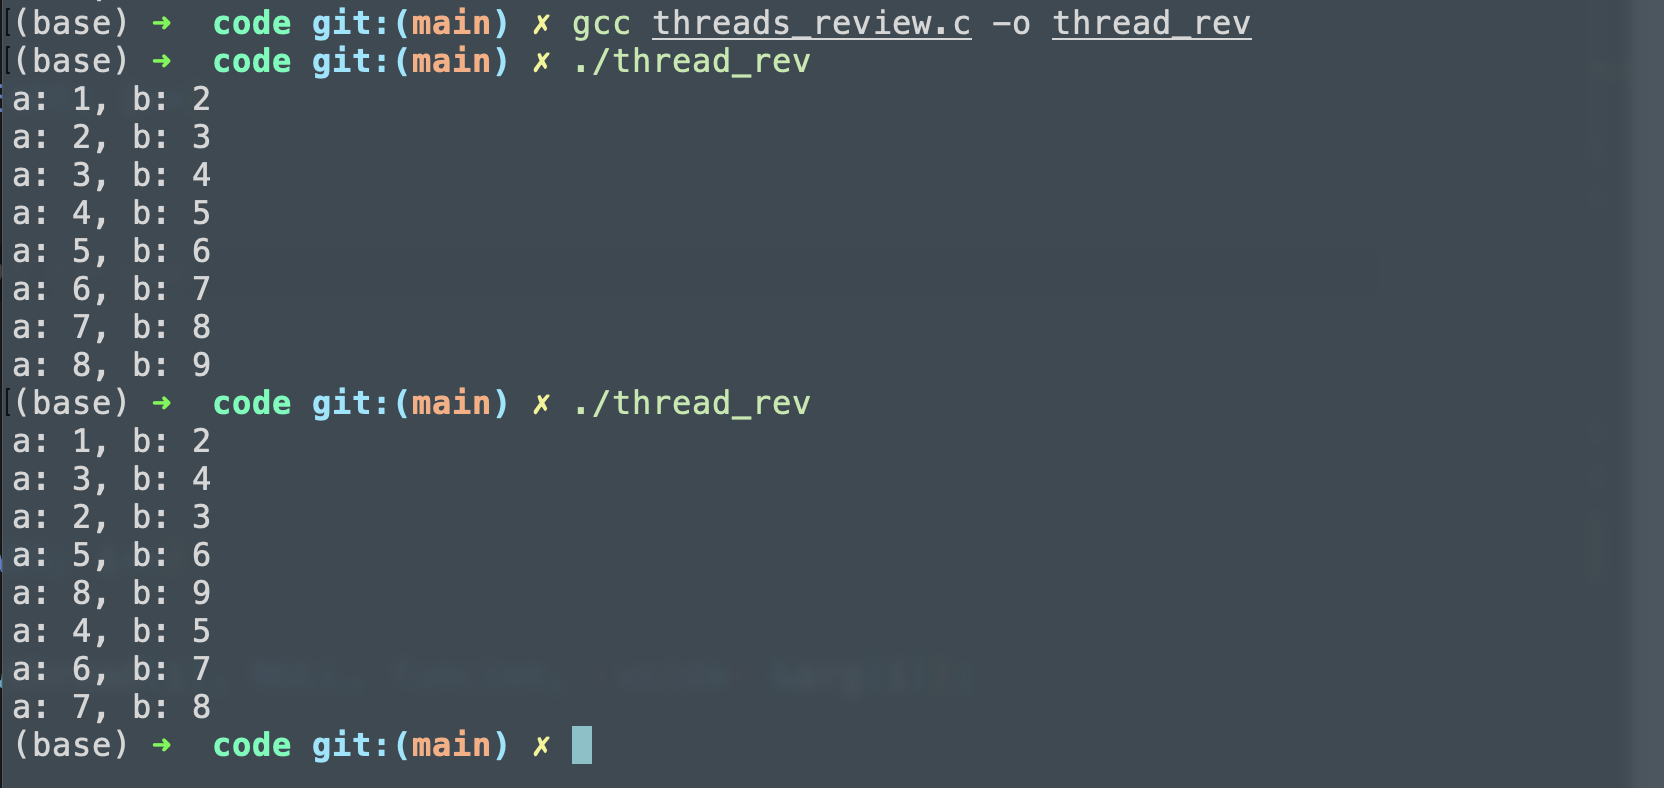 (base) ➜  code git:(main) ✗ gcc threads_review.c -o thread_rev
(base) ➜  code git:(main) ✗ ./thread_rev
a: 1, b: 2
a: 2, b: 3
a: 3, b: 4
a: 4, b: 5
a: 5, b: 6
a: 6, b: 7
a: 7, b: 8
a: 8, b: 9
(base) ➜  code git:(main) ✗ ./thread_rev
a: 1, b: 2
a: 3, b: 4
a: 2, b: 3
a: 5, b: 6
a: 8, b: 9
a: 4, b: 5
a: 6, b: 7
a: 7, b: 8
(base) ➜  code git:(main) ✗